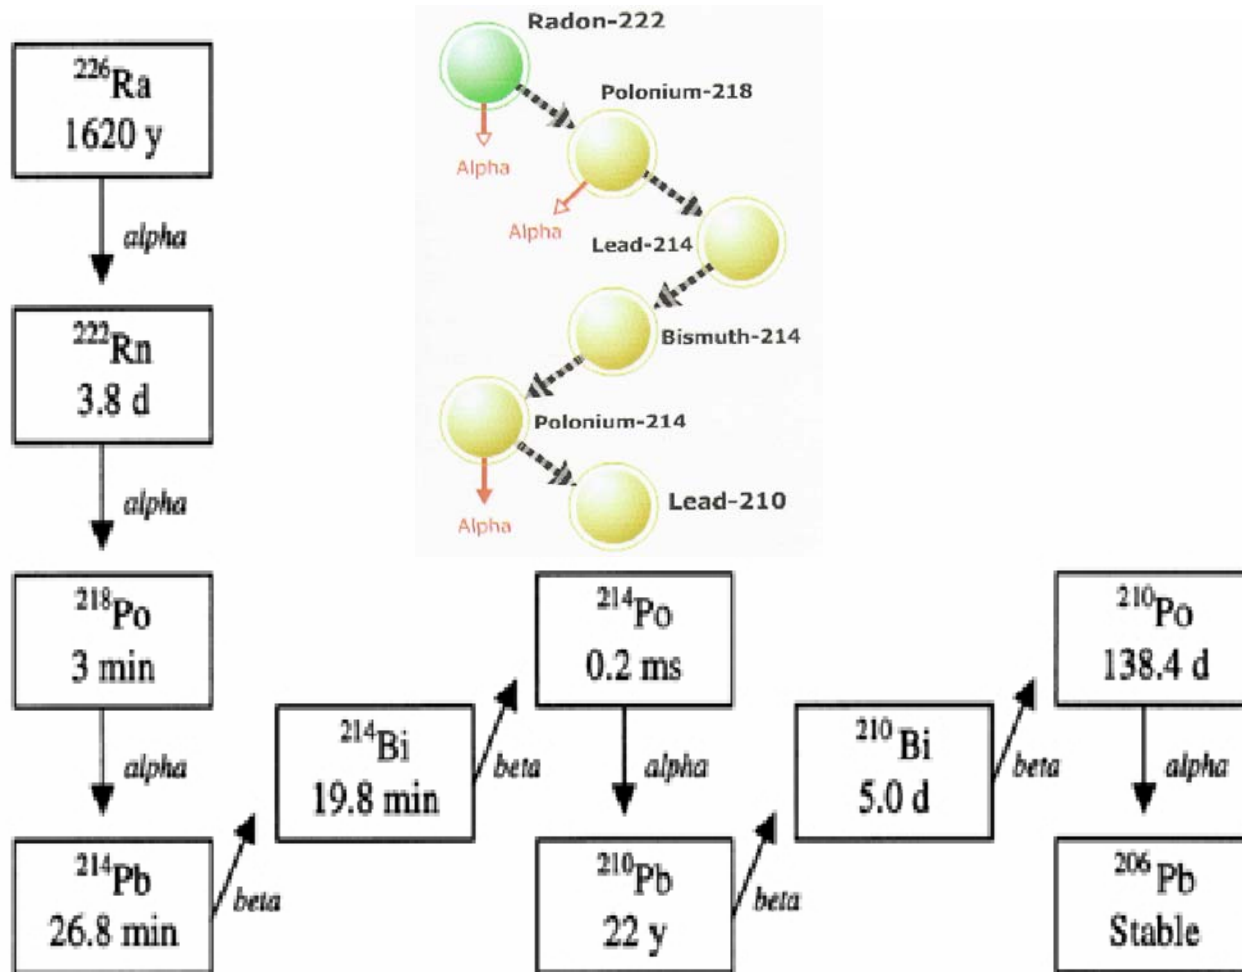 ²²⁶Ra
1620 y
alpha
²²²Rn
3.8 d
alpha
²¹⁸Po
3 min
alpha
²¹⁴Pb
26.8 min
beta
²¹⁴Bi
19.8 min
beta
²¹⁴Po
0.2 ms
alpha
²¹⁰Pb
22 y
beta
²¹⁰Bi
5.0 d
beta
²¹⁰Po
138.4 d
alpha
²⁰⁶Pb
Stable
Radon-222
Alpha
Polonium-218
Alpha
Lead-214
Bismuth-214
Polonium-214
Alpha
Lead-210